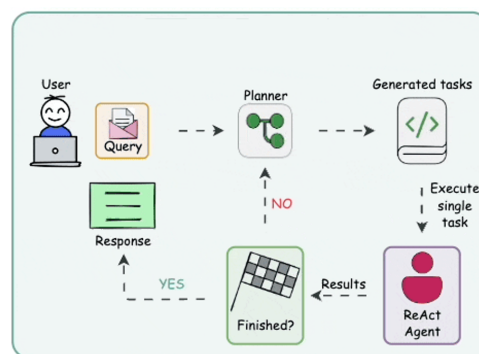 User
Query
Planner
Generated tasks
</>
Execute
single
task
NO
Response
YES
Finished?
Results
ReAct
Agent